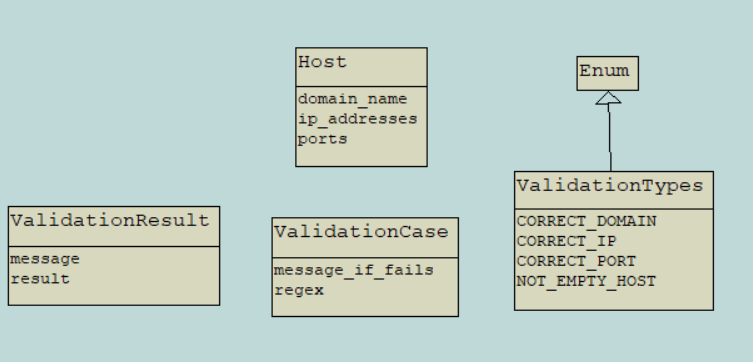 Host
domain_name
ip_addresses
ports
Enum
ValidationResult
message
result
ValidationCase
message_if_fails
regex
ValidationTypes
CORRECT_DOMAIN
CORRECT_IP
CORRECT_PORT
NOT_EMPTY_HOST